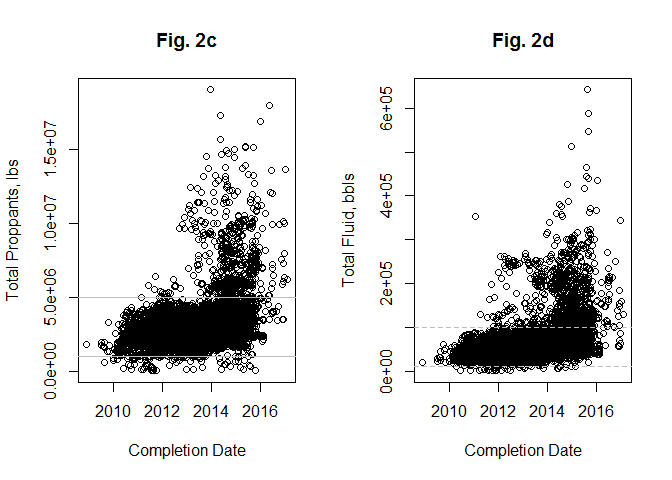 Fig. 2c
Total Proppants, lbs
0.0e+00 5.0e+06 1.0e+07 1.5e+07
2010 2012 2014 2016
Completion Date
Fig. 2d
Total Fluid, bbls
0e+00 2e+05 4e+05 6e+05
2010 2012 2014 2016
Completion Date